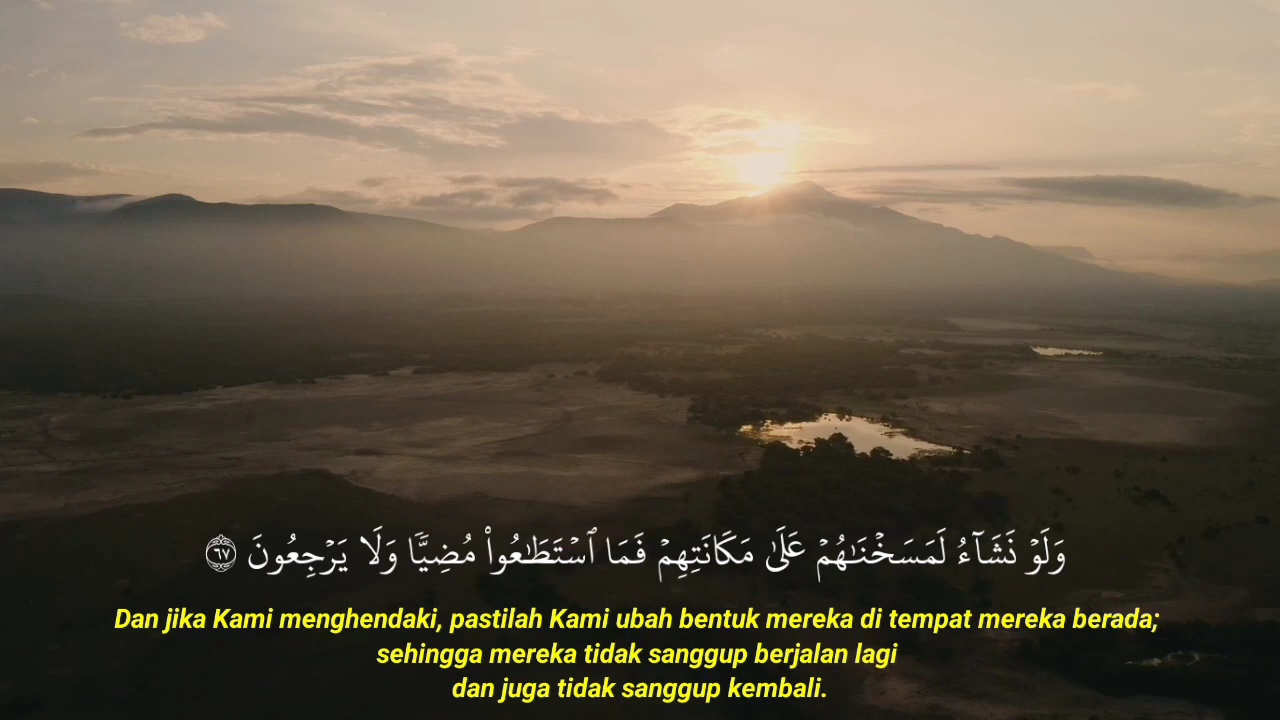 وَلَوْ نَشَآءُ لَمَسَخْنَـٰهُمْ عَلَىٰ مَكَانَتِهِمْ فَمَا ٱسْتَطَـٰعُوا۟ مُضِيًّۭا وَلَا يَرْجِعُونَ ٦٧
Dan jika Kami menghendaki, pastilah Kami ubah bentuk mereka di tempat mereka berada;
sehingga mereka tidak sanggup berjalan lagi
dan juga tidak sanggup kembali.